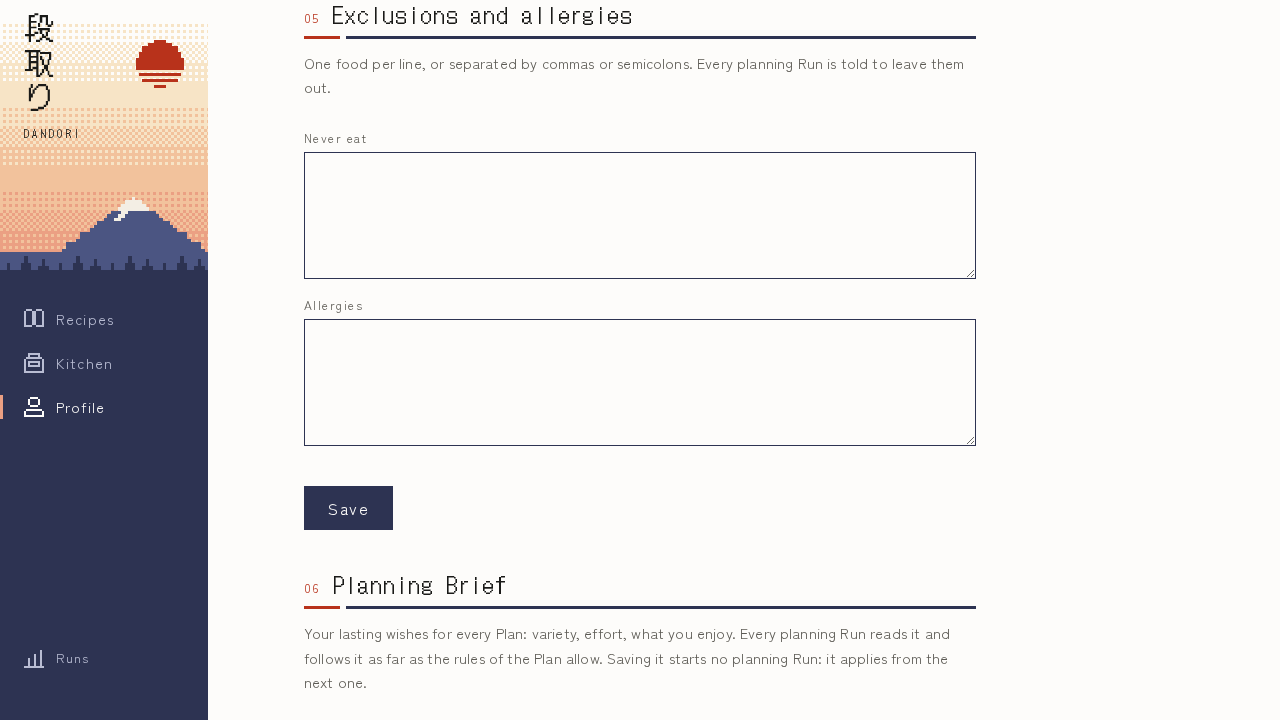 段取り
DANDORI
Recipes
Kitchen
Profile
Runs
05 Exclusions and allergies
One food per line, or separated by commas or semicolons. Every planning Run is told to leave them
out.
Never eat
Allergies
Save
06 Planning Brief
Your lasting wishes for every Plan: variety, effort, what you enjoy. Every planning Run reads it and
follows it as far as the rules of the Plan allow. Saving it starts no planning Run: it applies from the
next one.